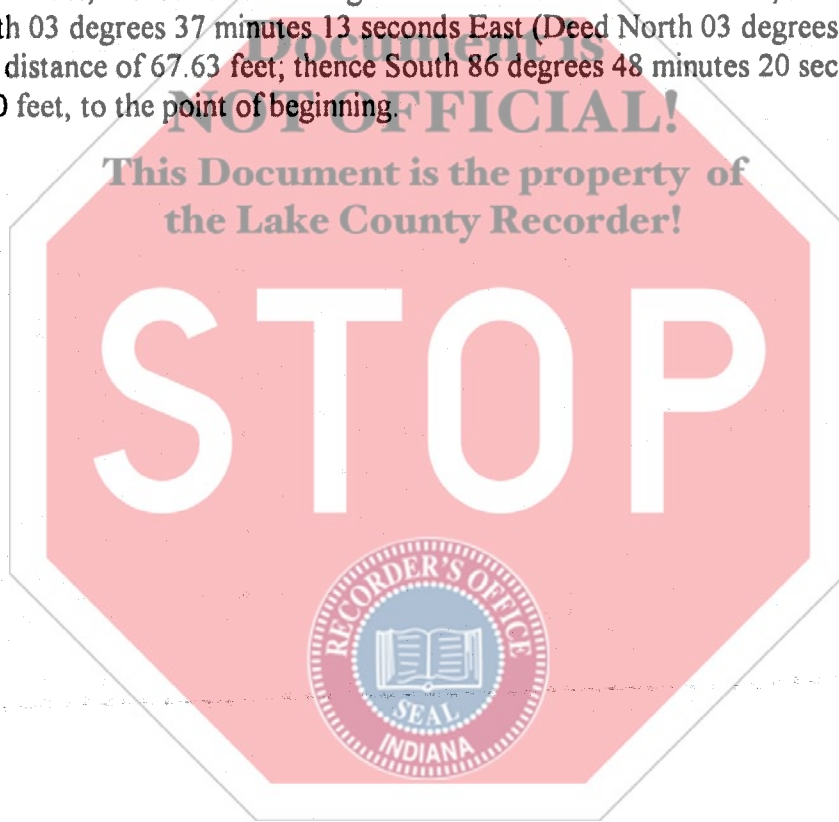 th 03 degrees 37 minutes 13 seconds East (Deed North 03 degrees
Document is
distance of 67.63 feet; thence South 86 degrees 48 minutes 20 sec
0 feet, to the point of beginning.
NOT OFFICIAL!
This Document is the property of
the Lake County Recorder!
STOP
RECORDER'S OFFICE
SEAL
INDIANA